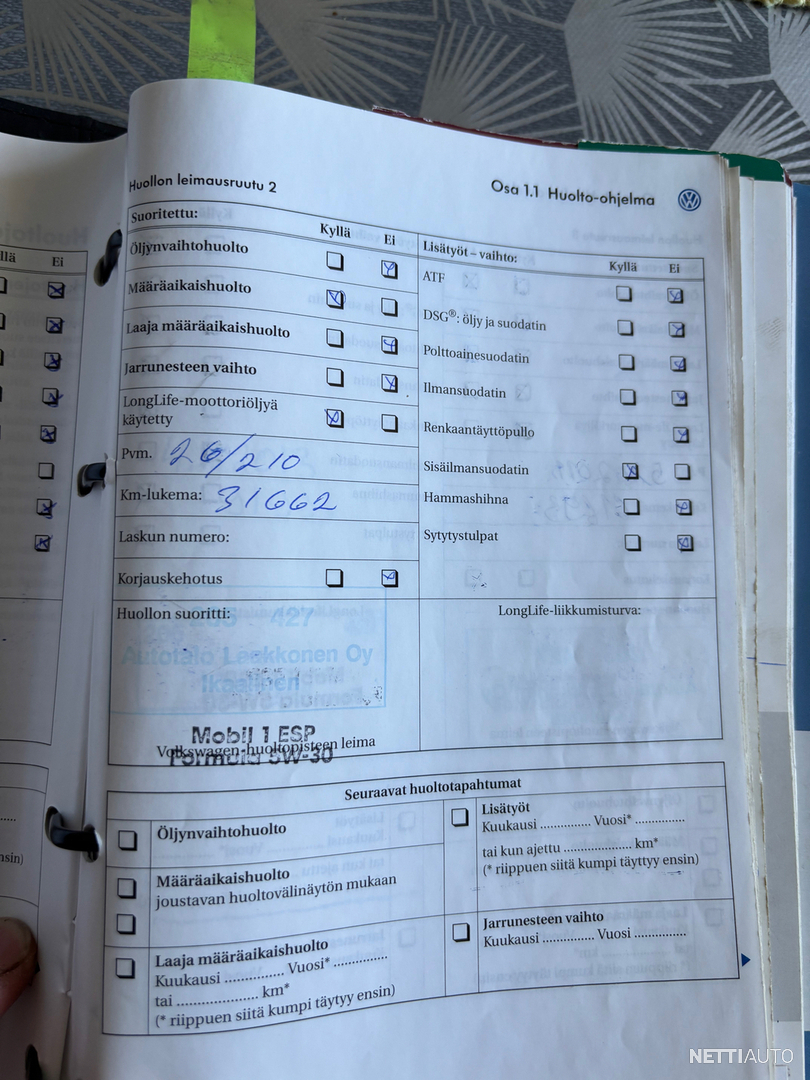 Huollon leimausruutu 2
Osa 1.1 Huolto-ohjelma
llä Ei
Suoritettu: Kyllä Ei
Öljynvaihtohuolto
Määräaikaishuolto
Laaja määräaikaishuolto
Jarrunesteen vaihto
LongLife-moottoriöljyä
käytetty
Pvm. 26/210
Km-lukema: 31662
Laskun numero:
Korjauskehotus
Lisätyöt – vaihto: Kyllä Ei
ATF
DSG®: öljy ja suodatin
Polttoainesuodatin
Ilmansuodatin
Renkaantäyttöpullo
Sisäilmansuodatin
Hammashihna
Sytytystulpat
Huollon suoritti:
427
Autotalo Laakkonen Oy
Ikaalinen
Mobil 1 ESP
Formula 5W-30
Volkswagen-huoltopisteen leima
LongLife-liikkumisturva:
Seuraavat huoltotapahtumat
Öljynvaihtohuolto
Määräaikaishuolto
joustavan huoltovälinäytön mukaan
Laaja määräaikaishuolto
Kuukausi .............. Vuosi* ..............
tai ..................... km*
(* riippuen siitä kumpi täytyy ensin)
Lisätyöt
Kuukausi .............. Vuosi* ..............
tai kun ajettu ................... km*
(* riippuen siitä kumpi täytyy ensin)
Jarrunesteen vaihto
Kuukausi .............. Vuosi ..............
nsin)
NETTIAUTO